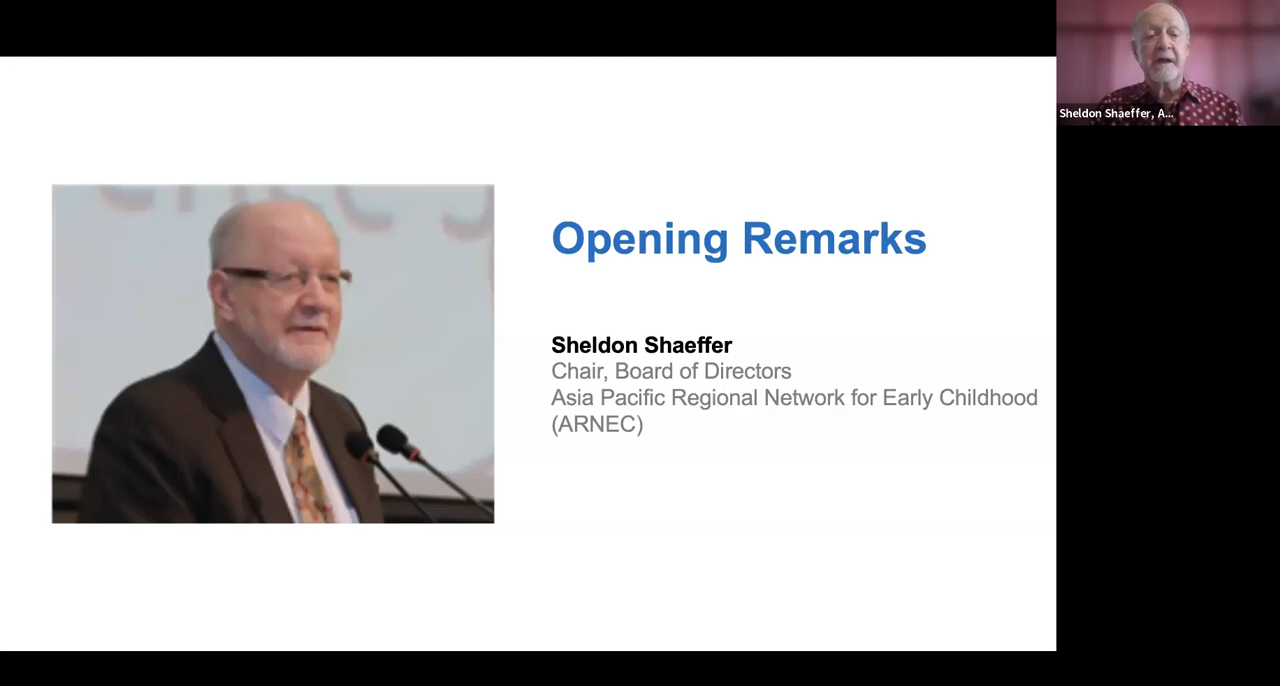 Opening Remarks
Sheldon Shaeffer
Chair, Board of Directors
Asia Pacific Regional Network for Early Childhood
(ARNEC)
Sheldon Shaeffer, A...